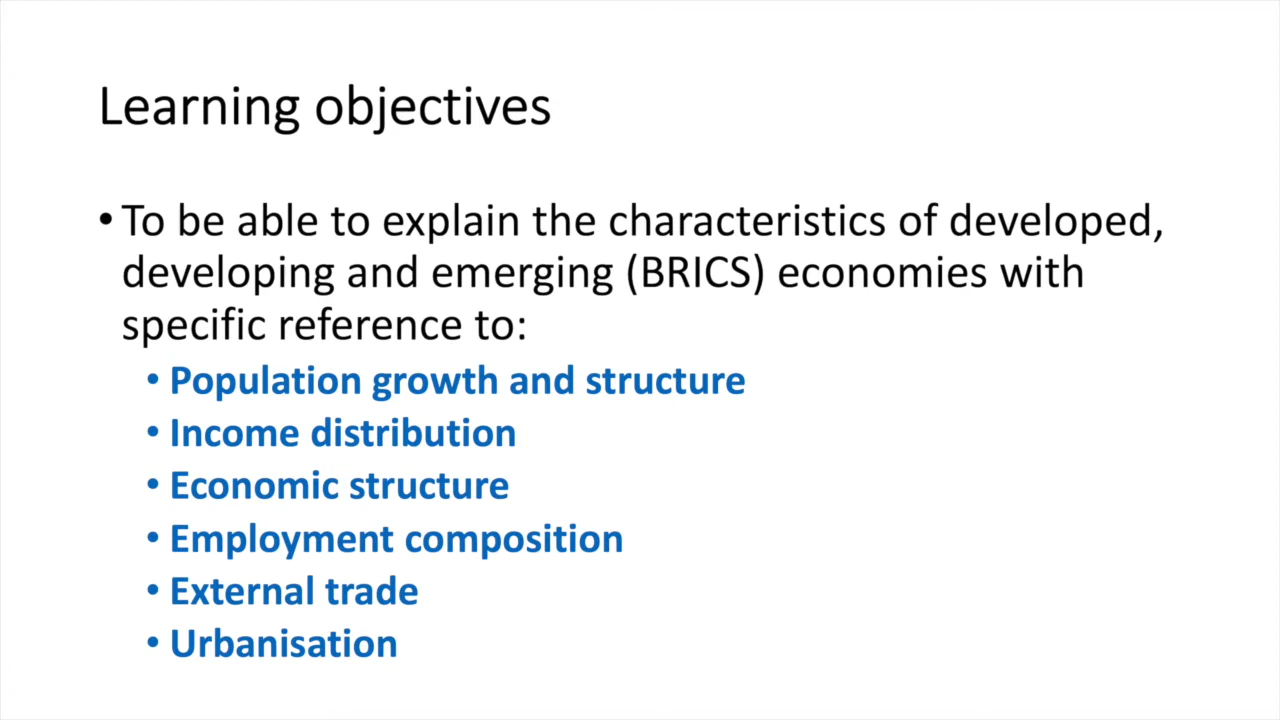 Learning objectives
• To be able to explain the characteristics of developed,
developing and emerging (BRICS) economies with
specific reference to:
• Population growth and structure
• Income distribution
• Economic structure
• Employment composition
• External trade
• Urbanisation